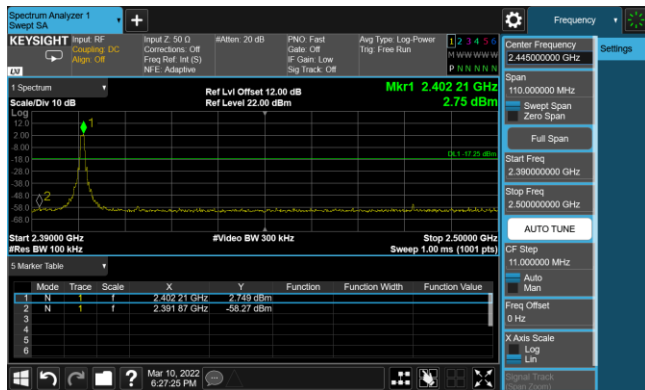 Spectrum Analyzer 1
Swept SA
Frequency
KEYSIGHT
Input: RF
Coupling: DC
Align: Off
Input Z: 50 Ω
Corrections: Off
Freq Ref: Int (S)
NFE: Adaptive
#Atten: 20 dB
PNO: Fast
Gate: Off
IF Gain: Low
Sig Track: Off
Avg Type: Log-Power
Trig: Free Run
1 2 3 4 5 6
M W W W W W
P N N N N N
LXI
1 Spectrum
Scale/Div 10 dB
Ref Lvl Offset 12.00 dB
Ref Level 22.00 dBm
Mkr1 2.402 21 GHz
2.75 dBm
Log
12.0
2.00
-8.00
-18.0
-28.0
-38.0
-48.0
-58.0
-68.0
1
2
DL1 -17.25 dBm
Start 2.39000 GHz
#Res BW 100 kHz
#Video BW 300 kHz
Stop 2.50000 GHz
Sweep 1.00 ms (1001 pts)
5 Marker Table
Mode Trace Scale X Y Function Function Width Function Value
1 N 1 f 2.402 21 GHz 2.749 dBm
2 N 1 f 2.391 87 GHz -58.27 dBm
3
4
5
6
Mar 10, 2022
6:27:25 PM
Center Frequency
2.445000000 GHz
Settings
Span
110.000000 MHz
Swept Span
Zero Span
Full Span
Start Freq
2.390000000 GHz
Stop Freq
2.500000000 GHz
AUTO TUNE
CF Step
11.000000 MHz
Auto
Man
Freq Offset
0 Hz
X Axis Scale
Log
Lin
Signal Track
(Span Zoom)